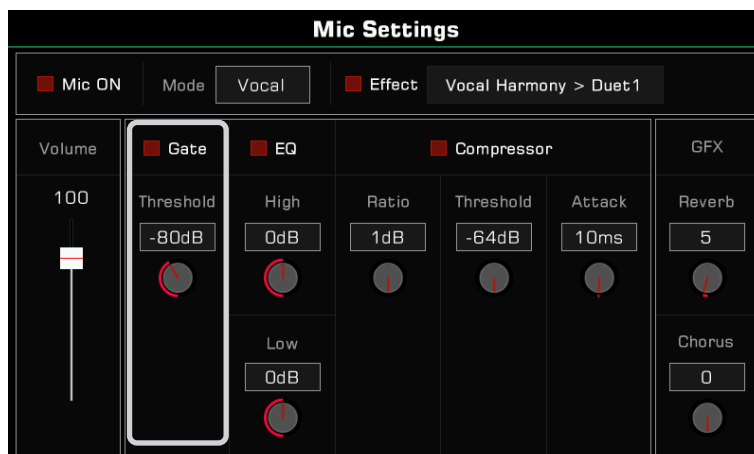 Mic Settings
Mic ON Mode Vocal Effect Vocal Harmony > Duet1
Volume Gate EQ Compressor GFX
100 Threshold High Ratio Threshold Attack Reverb
-80dB 0dB 1dB -64dB 10ms 5
Low Chorus
0dB 0